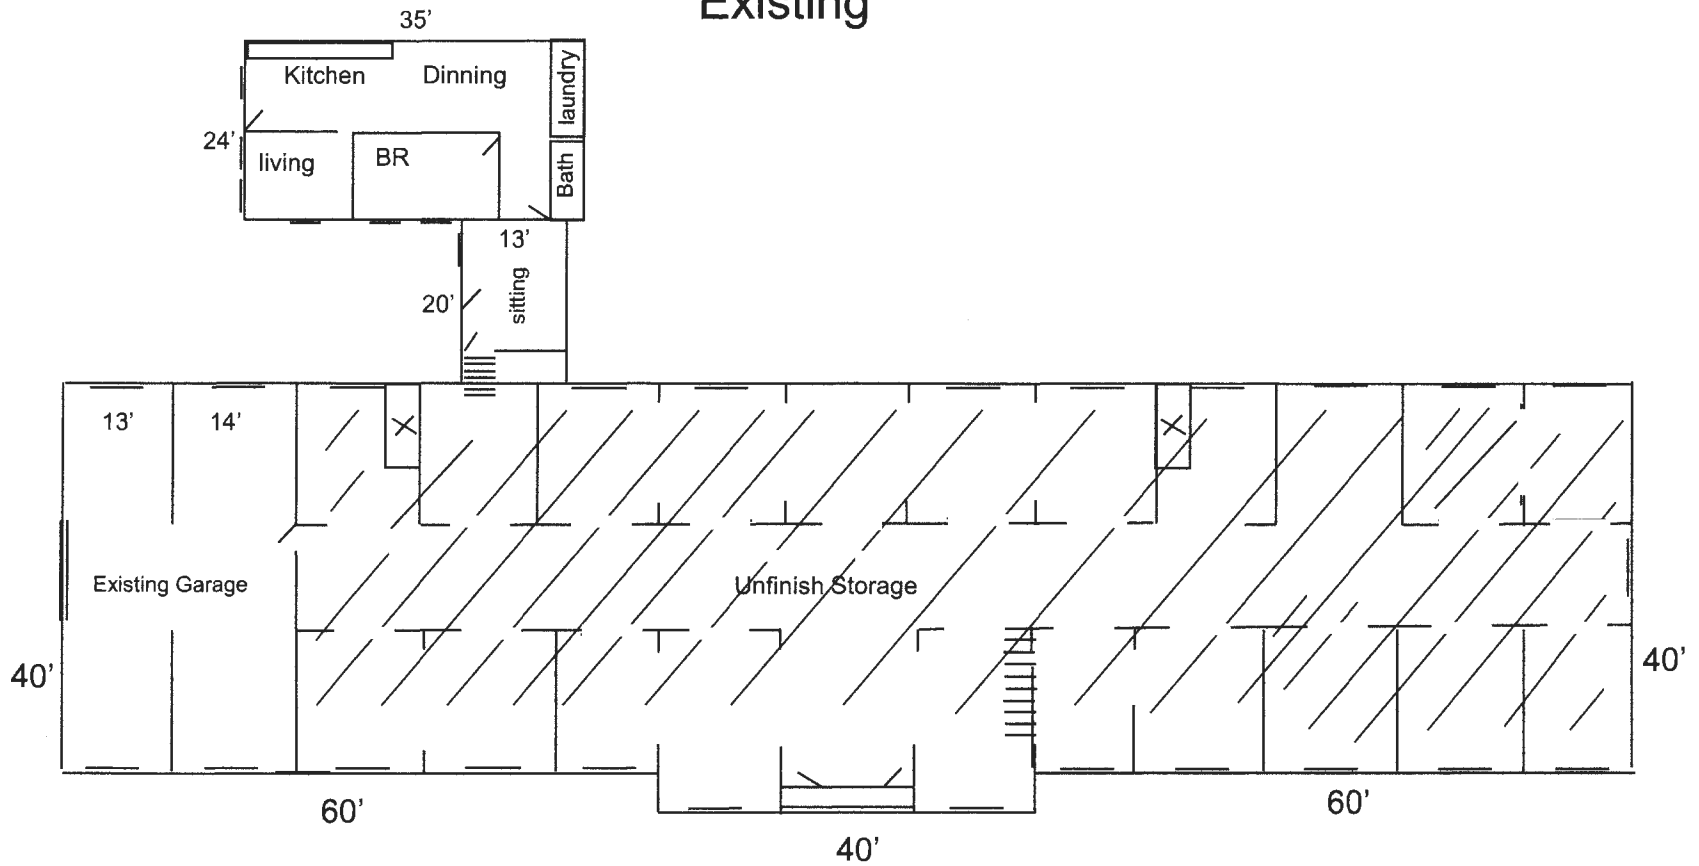 Existing
35'
Kitchen
Dinning
laundry
24'
living
BR
Bath
13'
20'
sitting
13'
14'
Existing Garage
Unfinish Storage
40'
40'
60'
60'
40'